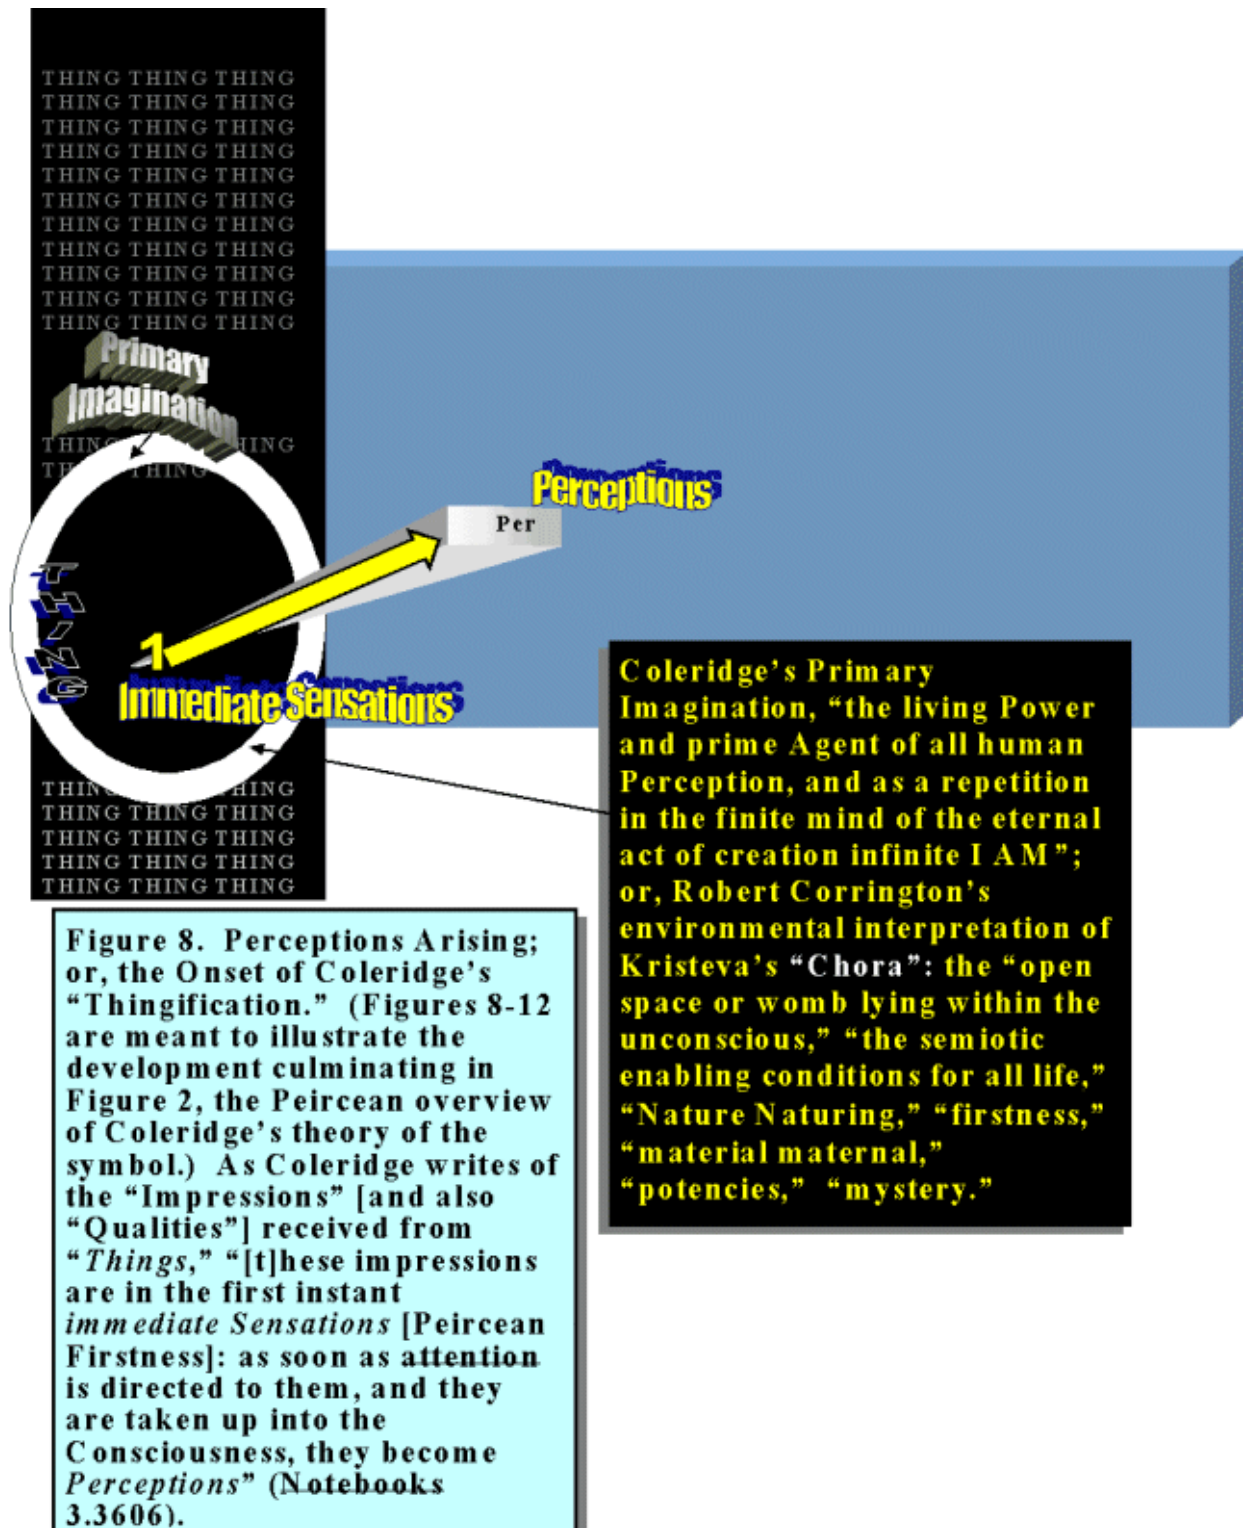 THING THING THING
THING THING THING
THING THING THING
THING THING THING
THING THING THING
THING THING THING
THING THING THING
THING THING THING
THING THING THING
THING THING THING
THING THING THING
Primary
Imagination
THING HING
TH THING
Perceptions
Per
THING
1
Immediate Sensations
THING HING
THING THING THING
THING THING THING
THING THING THING
THING THING THING
Coleridge's Primary
Imagination, “the living Power
and prime Agent of all human
Perception, and as a repetition
in the finite mind of the eternal
act of creation infinite I AM”;
or, Robert Corrington's
environmental interpretation of
Kristeva's “Chora”: the “open
space or womb lying within the
unconscious,” “the semiotic
enabling conditions for all life,”
“Nature Naturing,” “firstness,”
“material maternal,”
“potencies,” “mystery.”
Figure 8. Perceptions Arising;
or, the Onset of Coleridge's
“Thingification.” (Figures 8-12
are meant to illustrate the
development culminating in
Figure 2, the Peircean overview
of Coleridge's theory of the
symbol.) As Coleridge writes of
the “Impressions” [and also
“Qualities”] received from
“Things,” “[t]hese impressions
are in the first instant
immediate Sensations [Peircean
Firstness]: as soon as attention
is directed to them, and they
are taken up into the
Consciousness, they become
Perceptions” (Notebooks
3.3606).